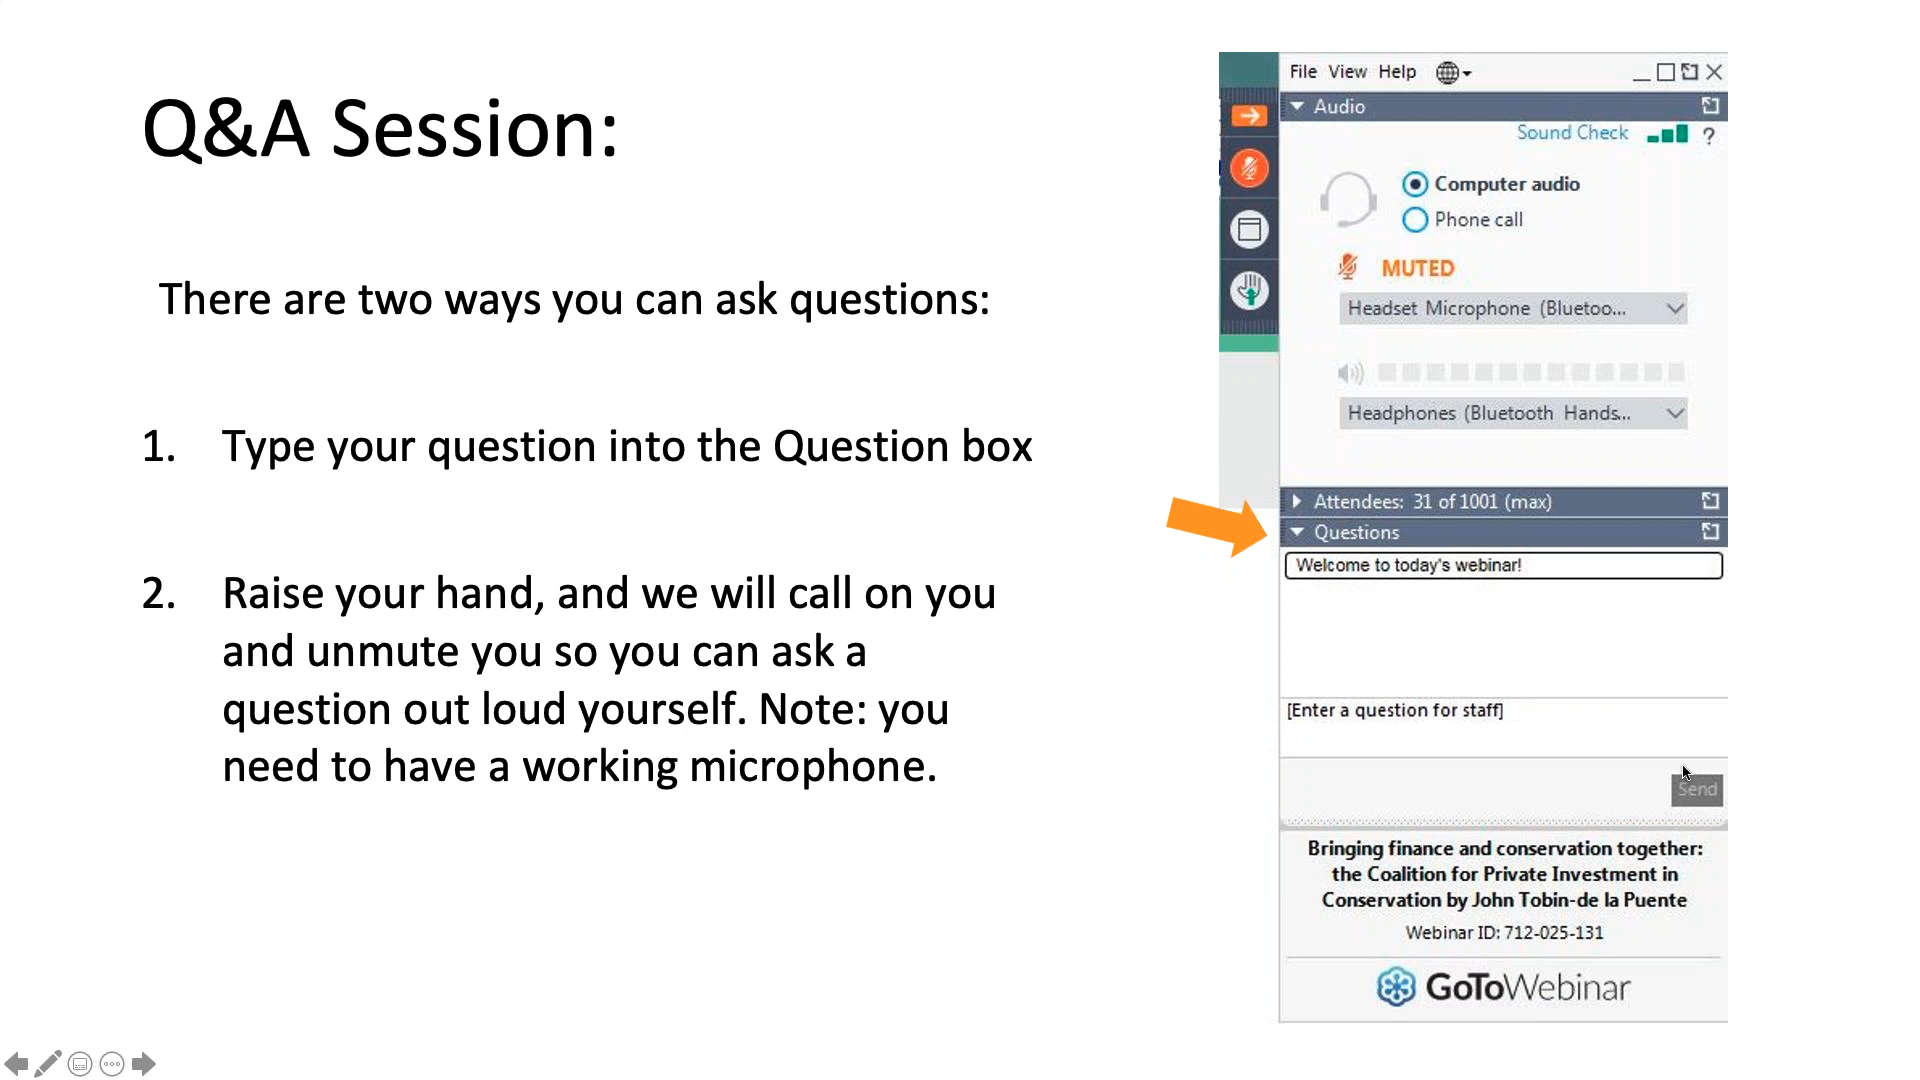 Q&A Session:
There are two ways you can ask questions:
1. Type your question into the Question box
2. Raise your hand, and we will call on you
and unmute you so you can ask a
question out loud yourself. Note: you
need to have a working microphone.
File View Help
Audio
Sound Check ?
Computer audio
Phone call
MUTED
Headset Microphone (Bluetoo...
Headphones (Bluetooth Hands...
Attendees: 31 of 1001 (max)
Questions
Welcome to today's webinar!
[Enter a question for staff]
Send
Bringing finance and conservation together:
the Coalition for Private Investment in
Conservation by John Tobin-de la Puente
Webinar ID: 712-025-131
GoToWebinar